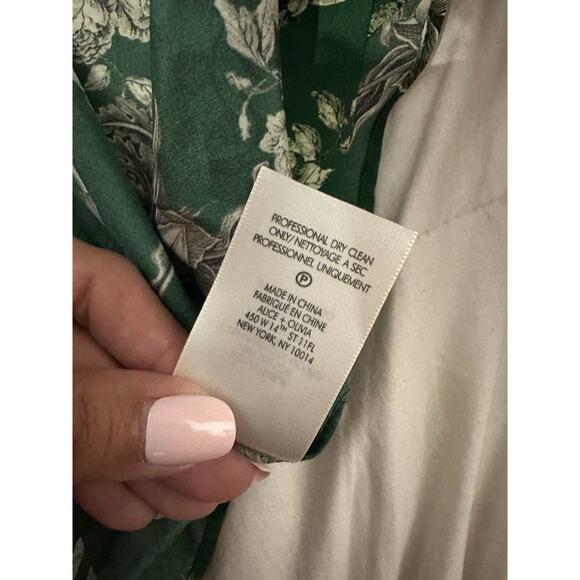 PROFESSIONAL DRY CLEAN
ONLY/ NETTOYAGE A SEC
PROFESSIONNEL UNIQUEMENT
P
MADE IN CHINA
FABRIQUÉ EN CHINE
ALICE + OLIVIA
450 W 14TH ST 11FL
NEW YORK, NY 10014